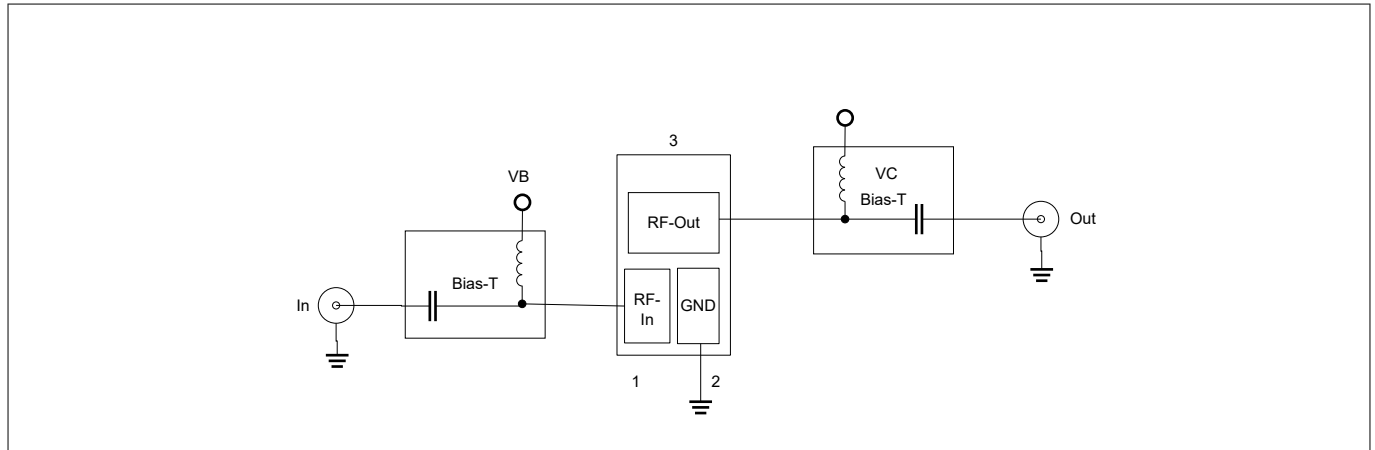 3
VC
VB
Bias-T
RF-Out
Out
Bias-T
RF-
In
GND
In
1
2